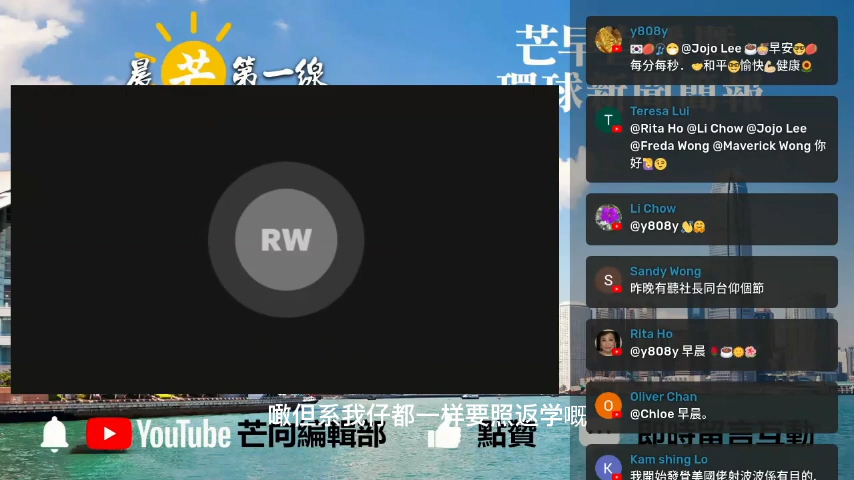 晨
芒
第一線
芒早
環球新聞簡報
RW
噉但系我仔都一样要照返学嘅
YouTube 芒向編輯部
點贊
即時留言互動
y808y
@Jojo Lee 早安
每分每秒. 和平愉快健康
Teresa Lui
@Rita Ho @Li Chow @Jojo Lee
@Freda Wong @Maverick Wong 你
好
Li Chow
@y808y
Sandy Wong
昨晚有聽社長同台仰個節
Rita Ho
@y808y 早晨
Oliver Chan
@Chloe 早晨。
Kam shing Lo
我開始發覺美國佬射波波係有目的,